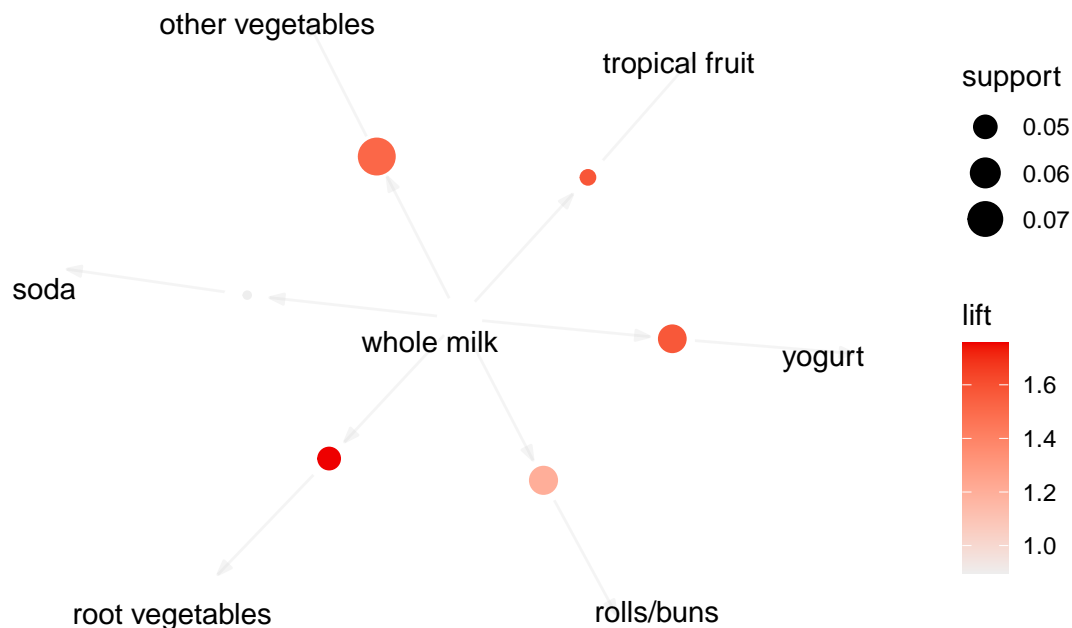 other vegetables
tropical fruit
soda
whole milk
yogurt
root vegetables
rolls/buns
support
0.05
0.06
0.07
lift
1.6
1.4
1.2
1.0